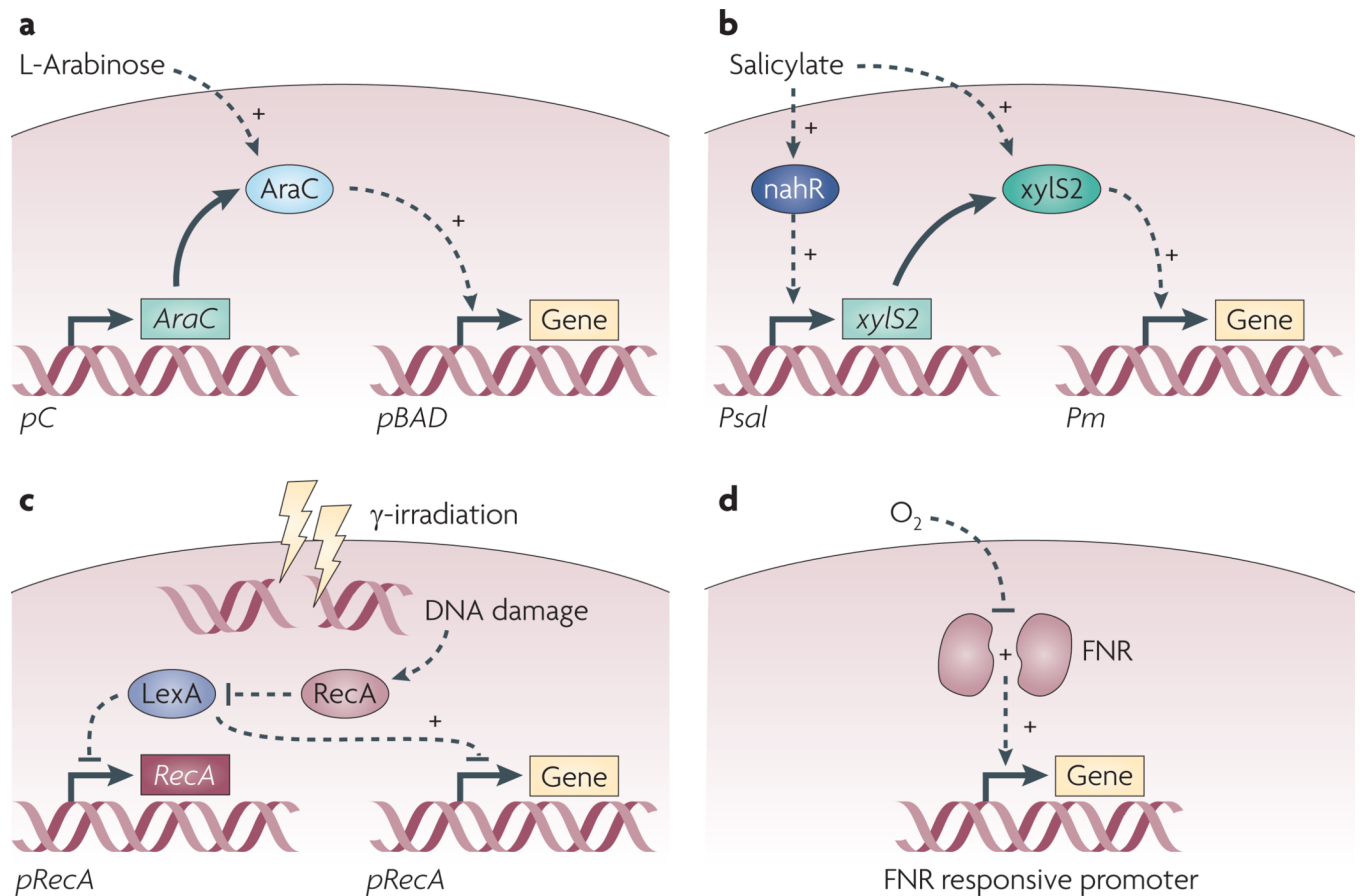 a
L-Arabinose
+
AraC
+
AraC
Gene
pC
pBAD
b
Salicylate
+
+
nahR
xylS2
+
+
xylS2
Gene
Psal
Pm
c
γ-irradiation
DNA damage
LexA
RecA
+
RecA
Gene
pRecA
pRecA
d
O₂
+
FNR
+
Gene
FNR responsive promoter